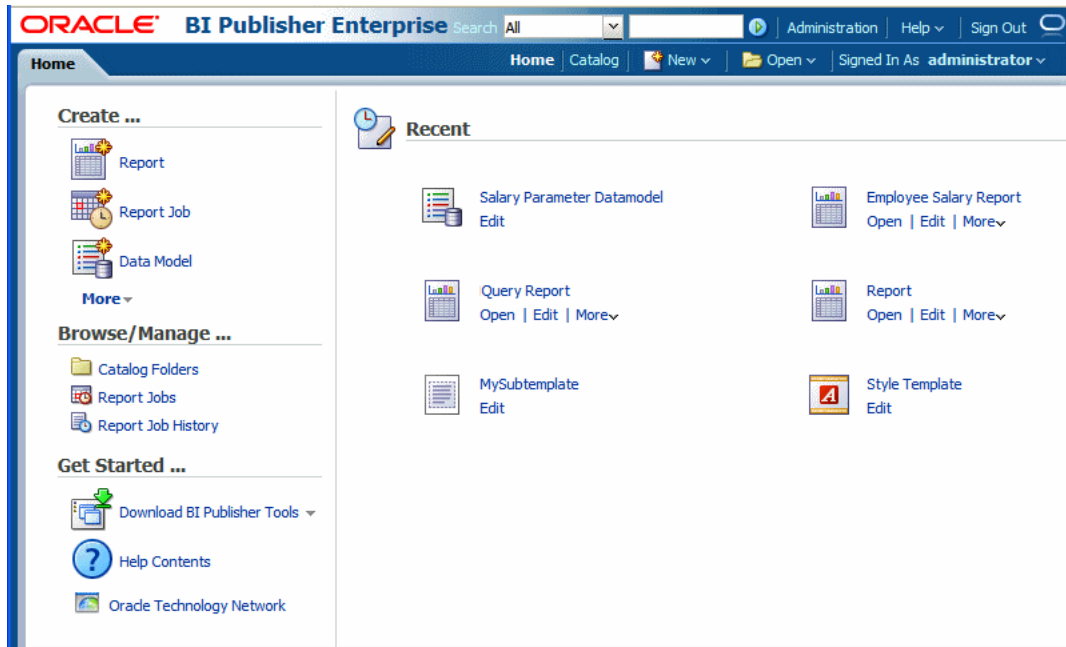 ORACLE BI Publisher Enterprise Search All Administration Help Sign Out
Home Home Catalog New Open Signed In As administrator
Create ...
Report
Report Job
Data Model
More
Browse/Manage ...
Catalog Folders
Report Jobs
Report Job History
Get Started ...
Download BI Publisher Tools
Help Contents
Oracle Technology Network
Recent
Salary Parameter Datamodel
Edit
Employee Salary Report
Open | Edit | More
Query Report
Open | Edit | More
Report
Open | Edit | More
MySubtemplate
Edit
Style Template
Edit